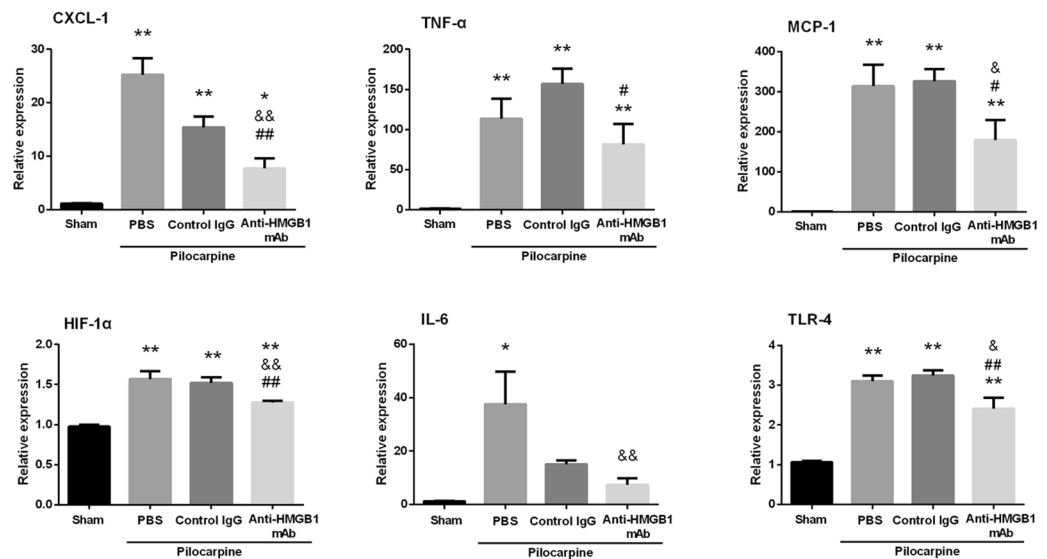 CXCL-1
**
**
*
&&
##
30
20
10
0
Relative expression
Sham
PBS
Control IgG
Anti-HMGB1
mAb
Pilocarpine
TNF-α
**
**
#
**
200
150
100
50
0
Relative expression
Sham
PBS
Control IgG
Anti-HMGB1
mAb
Pilocarpine
MCP-1
**
**
&
#
**
400
300
200
100
0
Relative expression
Sham
PBS
Control IgG
Anti-HMGB1
mAb
Pilocarpine
HIF-1α
**
**
**
&&
##
2.0
1.5
1.0
0.5
0.0
Relative expression
Sham
PBS
Control IgG
Anti-HMGB1
mAb
Pilocarpine
IL-6
*
&&
60
40
20
0
Relative expression
Sham
PBS
Control IgG
Anti-HMGB1
mAb
Pilocarpine
TLR-4
**
**
&
##
**
4
3
2
1
0
Relative expression
Sham
PBS
Control IgG
Anti-HMGB1
mAb
Pilocarpine